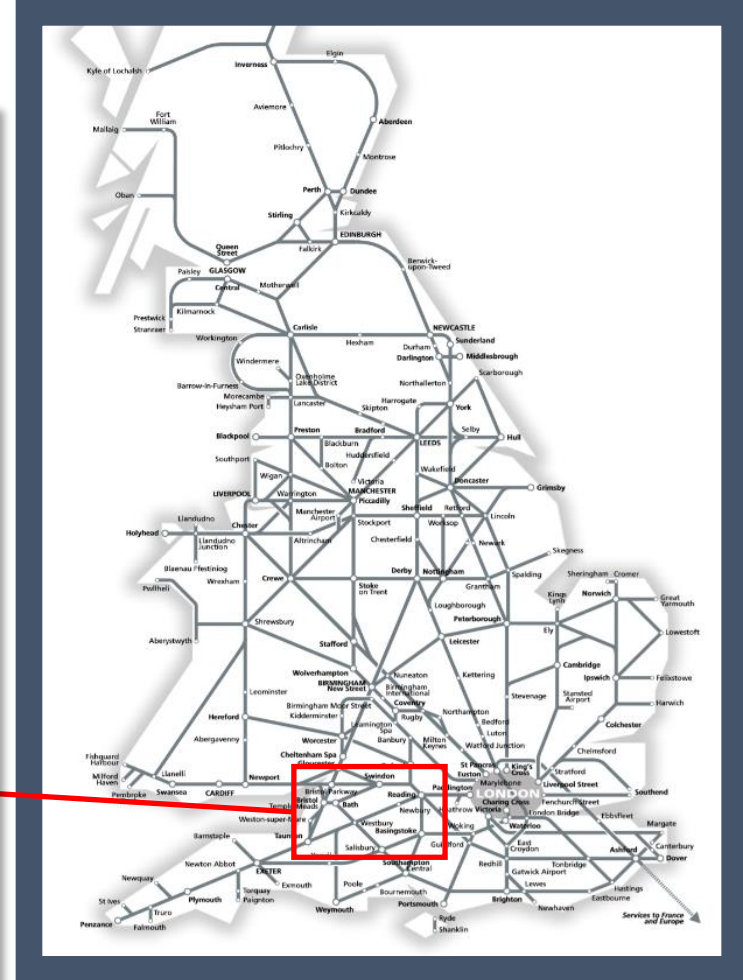 Elgin
Kyle of Lochalsh
Inverness
Aviemore
Fort
William
Mallaig
Aberdeen
Pitlochry
Montrose
Oban
Perth
Dundee
Stirling
Kirkcaldy
EDINBURGH
Queen
Street
Falkirk
Paisley
GLASGOW
Central
Motherwell
Berwick-
upon-Tweed
Prestwick
Kilmarnock
Stranraer
Carlisle
NEWCASTLE
Workington
Hexham
Sunderland
Durham
Darlington
Middlesbrough
Windermere
Oxenholme
Lake District
Scarborough
Barrow-in-Furness
Northallerton
Morecambe
Heysham Port
Lancaster
Skipton
Harrogate
York
Blackpool
Preston
Bradford
LEEDS
Selby
Hull
Blackburn
Huddersfield
Southport
Bolton
Wakefield
Wigan
Victoria
Doncaster
LIVERPOOL
Warrington
MANCHESTER
Piccadilly
Grimsby
Manchester
Airport
Sheffield
Retford
Llandudno
Chester
Stockport
Worksop
Lincoln
Holyhead
Llandudno
Junction
Altrincham
Chesterfield
Newark
Skegness
Blaenau Ffestiniog
Derby
Nottingham
Spalding
Sheringham
Cromer
Pwllheli
Wrexham
Crewe
Stoke
on Trent
Grantham
Kings
Lynn
Norwich
Great
Yarmouth
Loughborough
Peterborough
Aberystwyth
Shrewsbury
Stafford
Leicester
Ely
Lowestoft
Wolverhampton
BIRMINGHAM
New Street
Nuneaton
Kettering
Cambridge
Ipswich
Felixstowe
Leominster
Birmingham
International
Stevenage
Stansted
Airport
Harwich
Birmingham Moor Street
Coventry
Hereford
Kidderminster
Rugby
Northampton
Colchester
Leamington
Spa
Bedford
Abergavenny
Worcester
Banbury
Milton
Keynes
Luton
Watford Junction
Chelmsford
Fishguard
Harbour
Cheltenham Spa
Gloucester
St Pancras
King's
Cross
Milford
Haven
Llanelli
Newport
Swindon
Euston
Stratford
Pembroke
Swansea
CARDIFF
Bristol Parkway
Reading
Paddington
Marylebone
LONDON
Liverpool Street
Southend
Bristol
Temple Meads
Bath
Newbury
Heathrow
Charing Cross
Victoria
Fenchurch Street
London Bridge
Ebbsfleet
Weston-super-Mare
Westbury
Basingstoke
Woking
Waterloo
Margate
Barnstaple
Taunton
Salisbury
Guildford
East
Croydon
Canterbury
Newton Abbot
EXETER
Southampton
Central
Redhill
Tonbridge
Ashford
Dover
Newquay
Exmouth
Poole
Gatwick Airport
Lewes
Hastings
St Ives
Plymouth
Torquay
Paignton
Bournemouth
Brighton
Eastbourne
Truro
Weymouth
Portsmouth
Newhaven
Penzance
Falmouth
Ryde
Shanklin
Services to France
and Europe